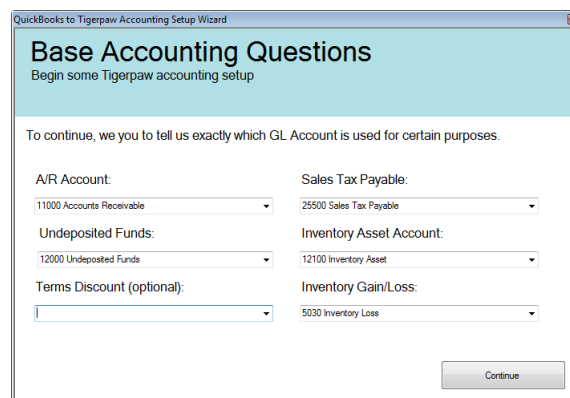 QuickBooks to Tigerpaw Accounting Setup Wizard
Base Accounting Questions
Begin some Tigerpaw accounting setup
To continue, we you to tell us exactly which GL Account is used for certain purposes.
A/R Account:
11000 Accounts Receivable
Sales Tax Payable:
25500 Sales Tax Payable
Undeposited Funds:
12000 Undeposited Funds
Inventory Asset Account:
12100 Inventory Asset
Terms Discount (optional):
Inventory Gain/Loss:
5030 Inventory Loss
Continue